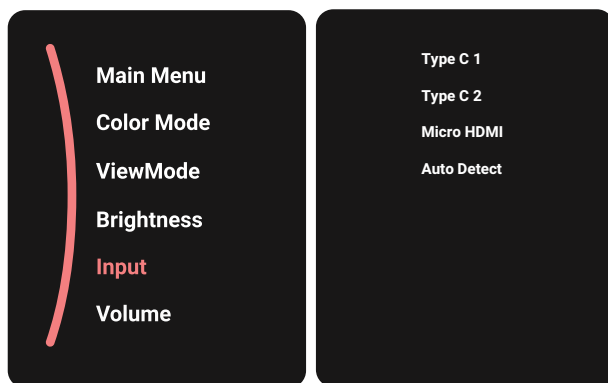 Main Menu
Color Mode
ViewMode
Brightness
Input
Volume
Type C 1
Type C 2
Micro HDMI
Auto Detect